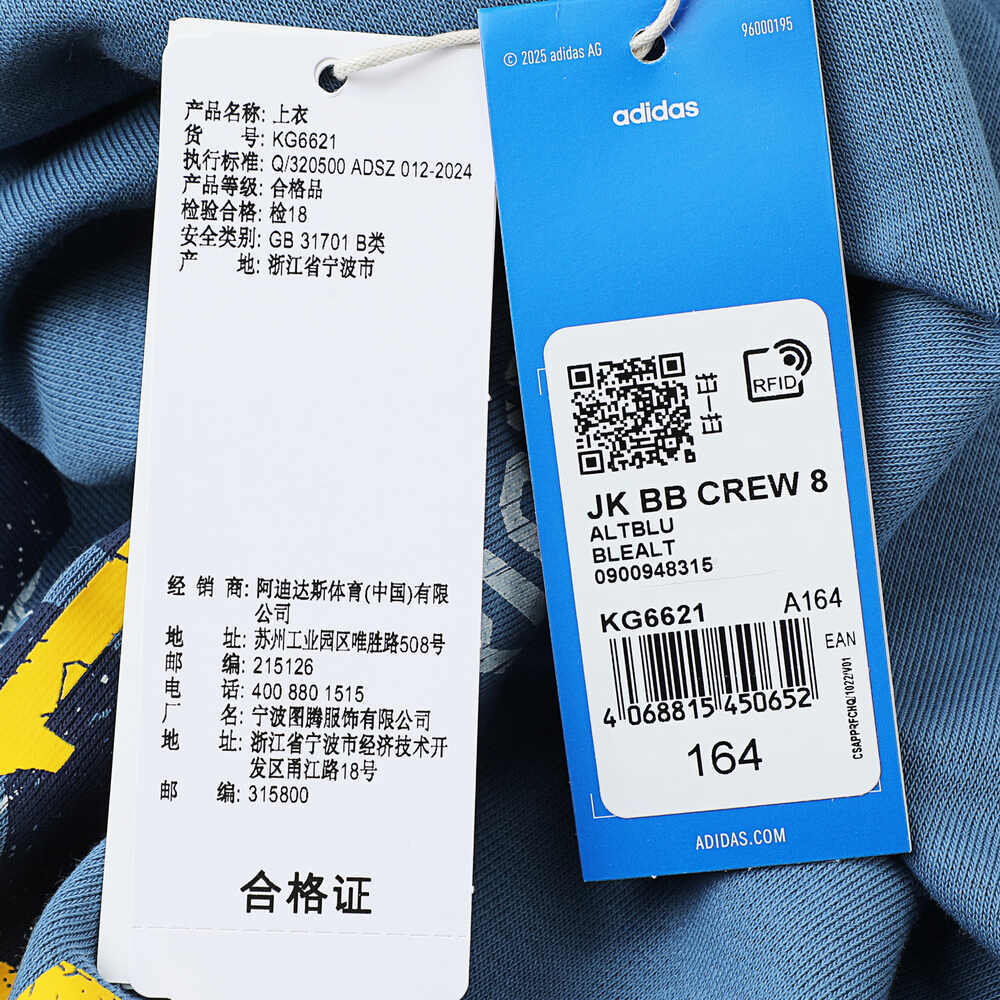 产品名称: 上衣
货 号: KG6621
执行标准: Q/320500 ADSZ 012-2024
产品等级: 合格品
检验合格: 检18
安全类别: GB 31701 B类
产 地: 浙江省宁波市
经 销 商: 阿迪达斯体育(中国)有限
公司
地 址: 苏州工业园区唯胜路508号
邮 编: 215126
电 话: 400 880 1515
厂 名: 宁波图腾服饰有限公司
地 址: 浙江省宁波市经济技术开
发区甬江路18号
邮 编: 315800
合格证
© 2025 adidas AG
96000195
adidas
RFID
JK BB CREW 8
ALTBLU
BLEALT
0900948315
KG6621
A164
EAN
4 068815 450652
164
CSAPPRFCHQ/1022/V01
ADIDAS.COM